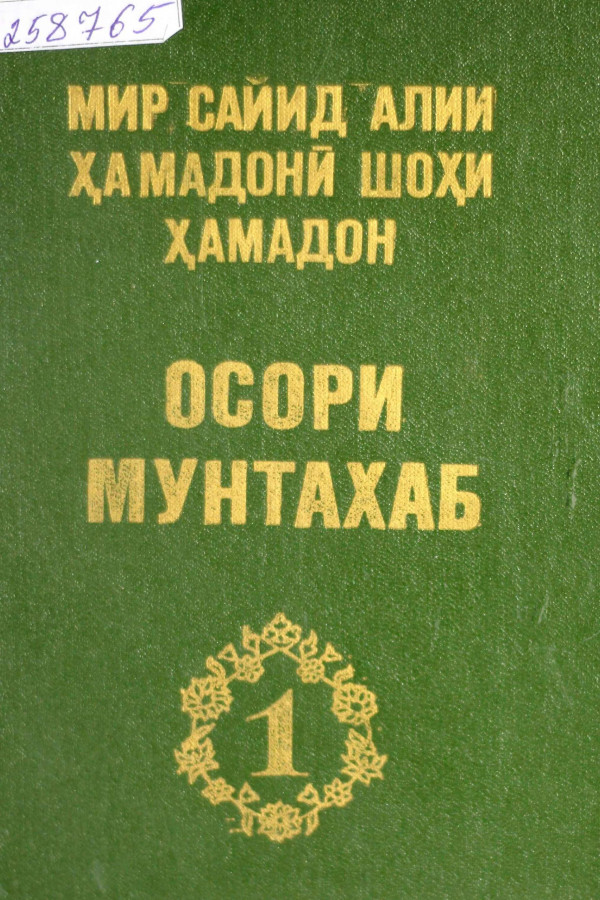 258765
МИР САЙИД АЛИИ
ҲАМАДОНӢ ШОҲИ
ҲАМАДОН
ОСОРИ
МУНТАХАБ
1